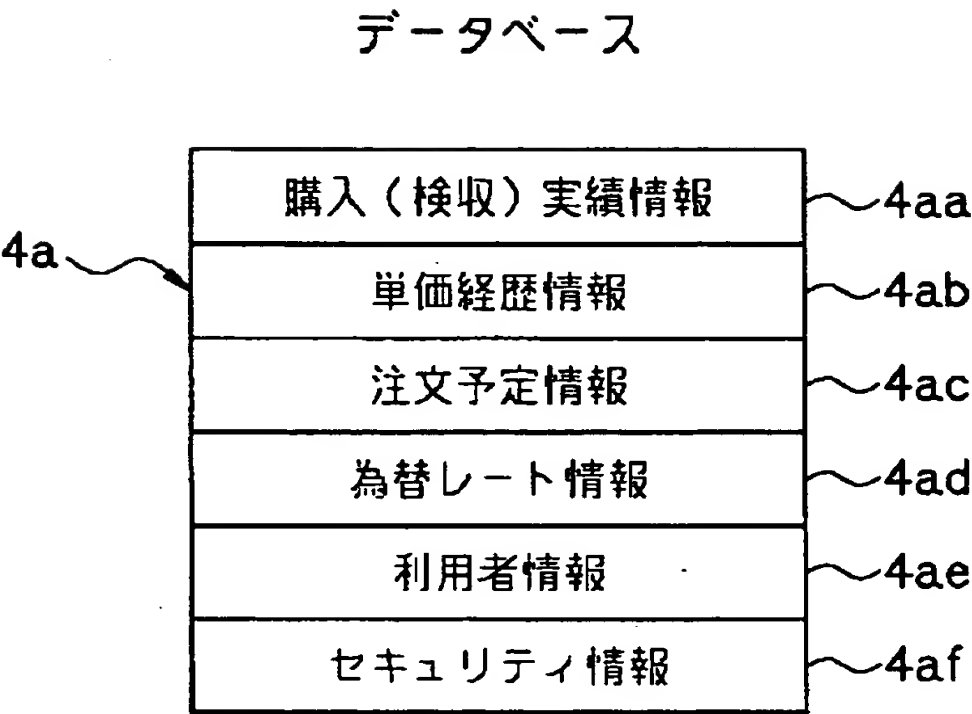 データベース
購入（検収）実績情報 4aa
4a
単価経歴情報 4ab
注文予定情報 4ac
為替レート情報 4ad
利用者情報 4ae
セキュリティ情報 4af